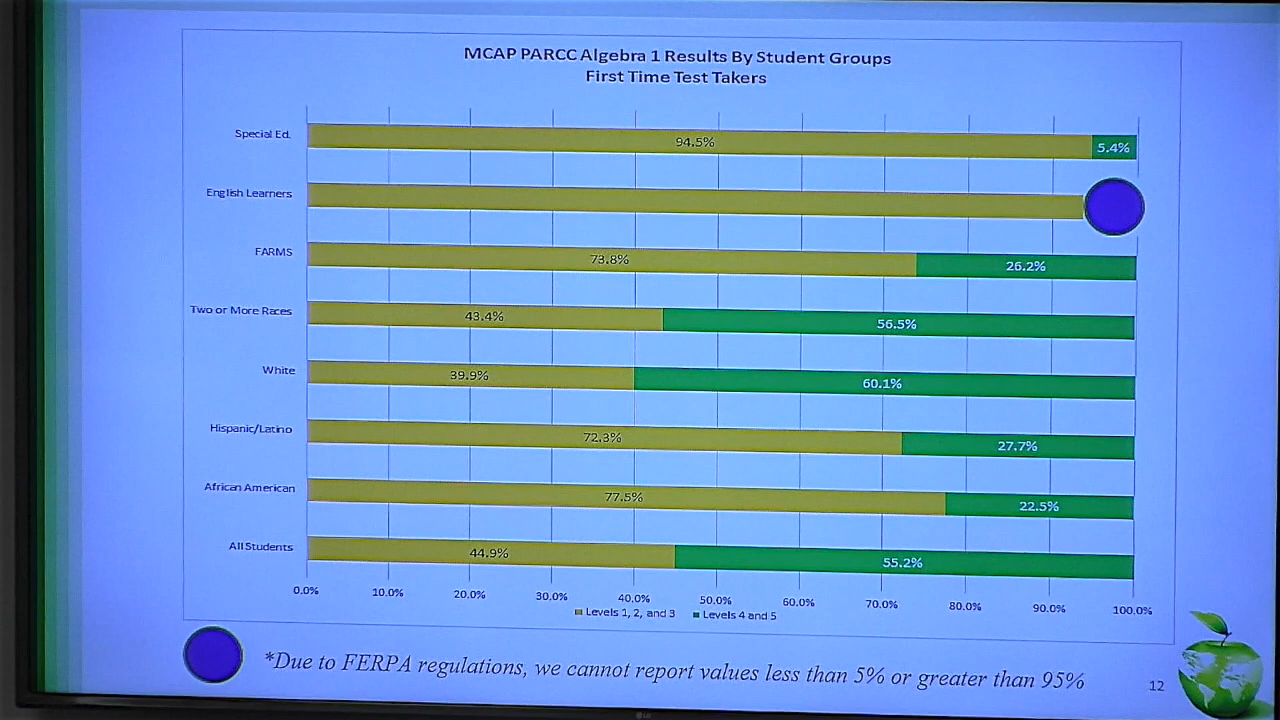 MCAP PARCC Algebra 1 Results By Student Groups
First Time Test Takers
Special Ed. 94.5% 5.4%
English Learners
FARMS 73.8% 26.2%
Two or More Races 43.4% 56.5%
White 39.9% 60.1%
Hispanic/Latino 72.3% 27.7%
African American 77.5% 22.5%
All Students 44.9% 55.2%
0.0% 10.0% 20.0% 30.0% 40.0% 50.0% 60.0% 70.0% 80.0% 90.0% 100.0%
Levels 1, 2, and 3 Levels 4 and 5
*Due to FERPA regulations, we cannot report values less than 5% or greater than 95%
12
LG